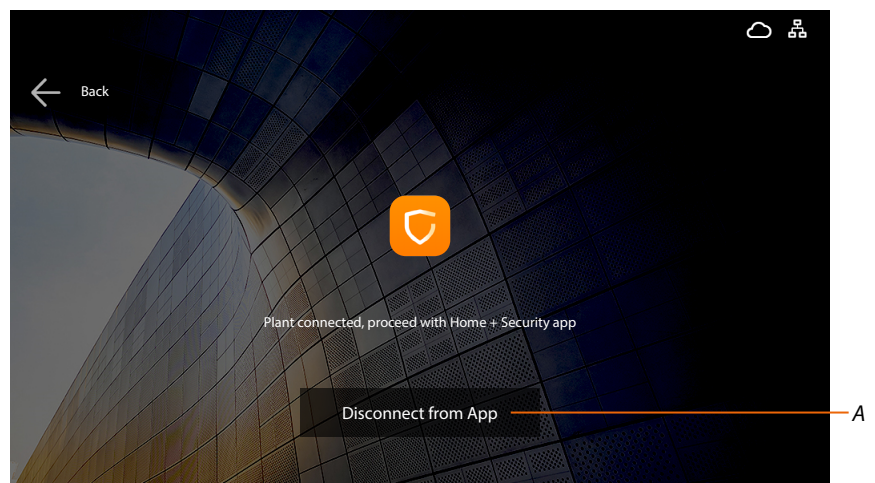 Back
Plant connected, proceed with Home + Security app
Disconnect from App
A